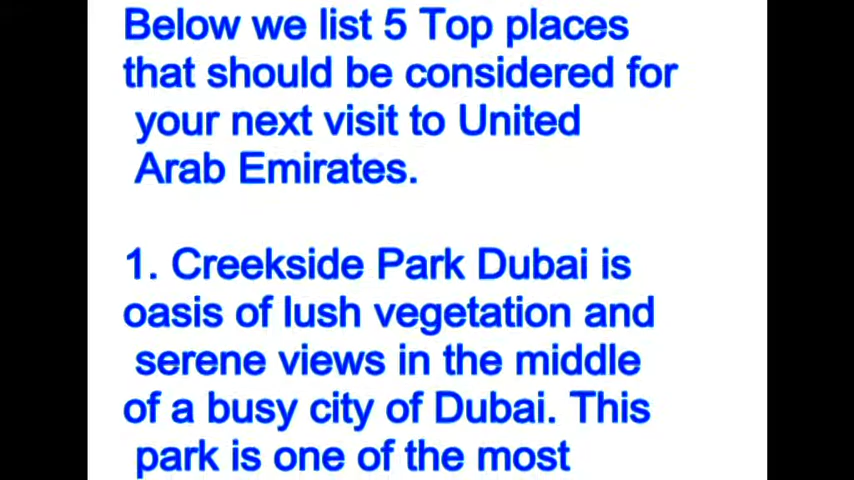 Below we list 5 Top places
that should be considered for
your next visit to United
Arab Emirates.
1. Creekside Park Dubai is
oasis of lush vegetation and
serene views in the middle
of a busy city of Dubai. This
park is one of the most